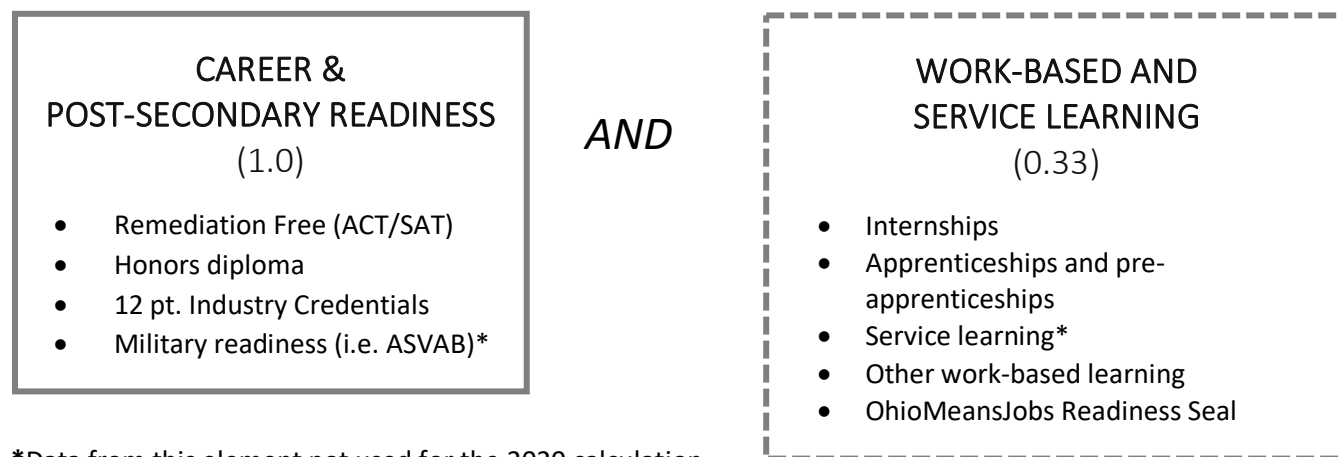 CAREER &
POST-SECONDARY READINESS
(1.0)
• Remediation Free (ACT/SAT)
• Honors diploma
• 12 pt. Industry Credentials
• Military readiness (i.e. ASVAB)*
AND
WORK-BASED AND
SERVICE LEARNING
(0.33)
• Internships
• Apprenticeships and pre-
apprenticeships
• Service learning*
• Other work-based learning
• OhioMeansJobs Readiness Seal
*Data from this element not used for the 2020 calculation